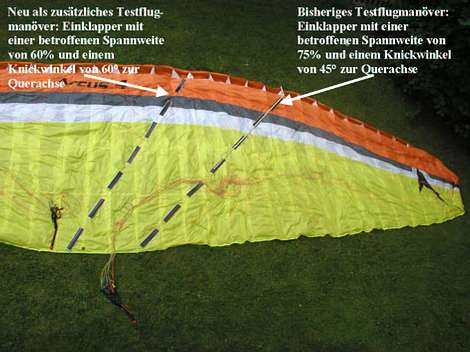 Neu als zusätzliches Testflug-
manöver: Einklapper mit
einer betroffenen Spannweite
von 60% und einem
Knickwinkel von 60° zur
Querachse
Bisheriges Testflugmanöver:
Einklapper mit einer
betroffenen Spannweite von
75% und einem Knickwinkel
von 45° zur Querachse